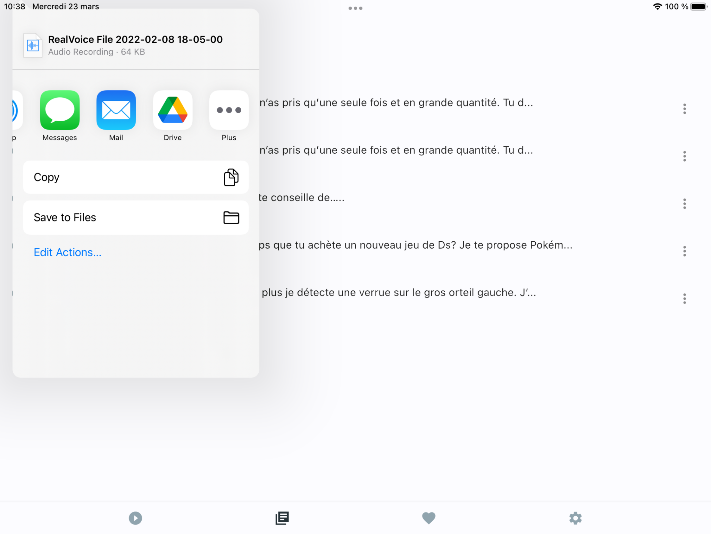 10:38 Mercredi 23 mars
100 %
RealVoice File 2022-02-08 18-05-00
Audio Recording · 64 KB
n'as pris qu'une seule fois et en grande quantité. Tu d...
p
Messages
Mail
Drive
Plus
n'as pris qu'une seule fois et en grande quantité. Tu d...
Copy
te conseille de.....
Save to Files
ps que tu achète un nouveau jeu de Ds? Je te propose Pokém...
Edit Actions...
plus je détecte une verrue sur le gros orteil gauche. J'...